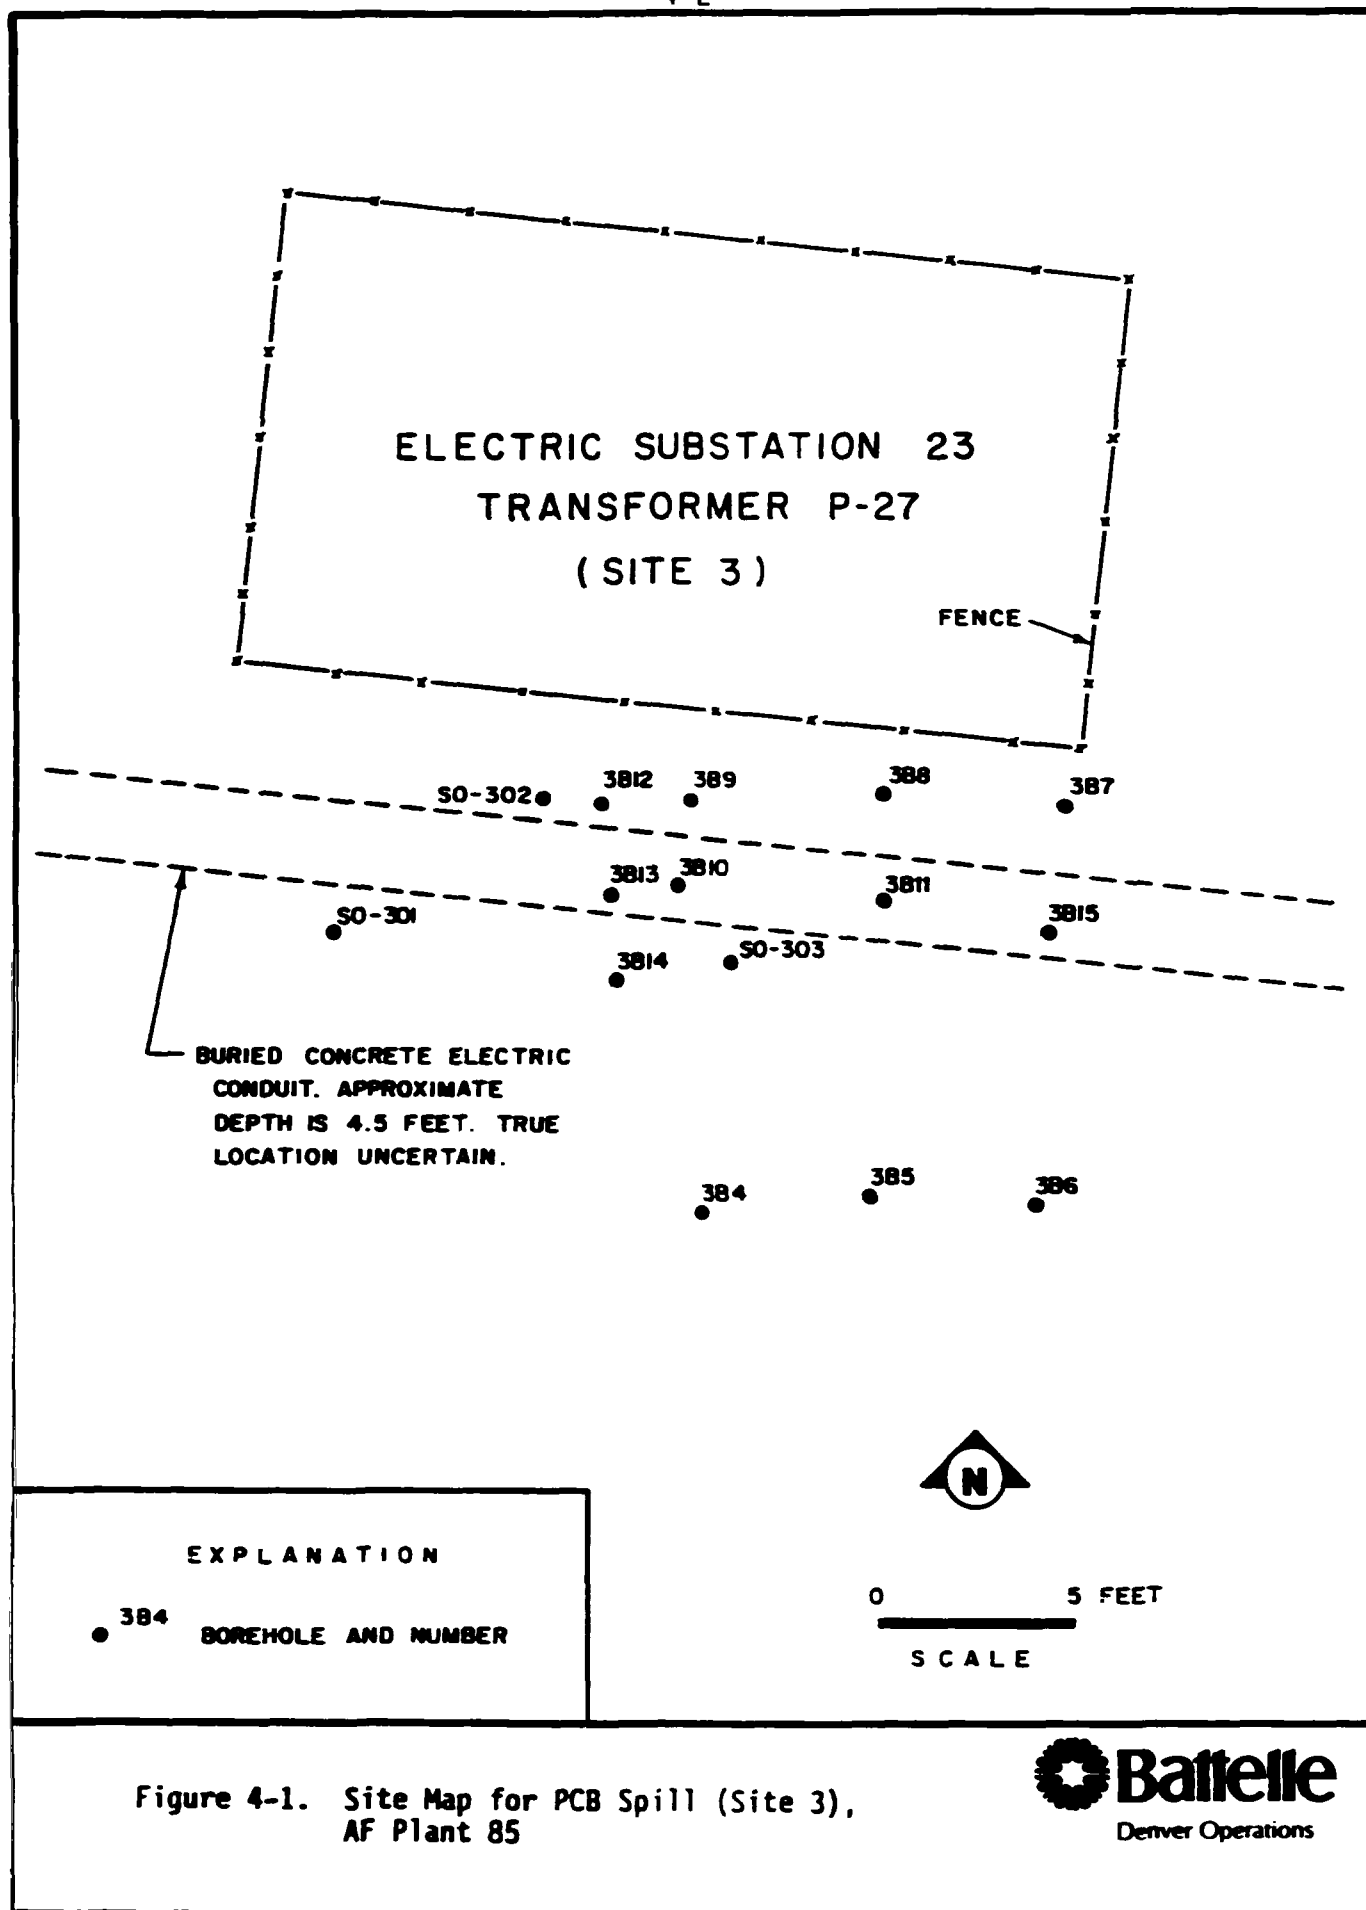 ELECTRIC SUBSTATION 23
TRANSFORMER P-27
(SITE 3)
FENCE
SO-302
3B12
3B9
3B8
3B7
3B13
3B10
3B11
3B15
SO-301
3B14
SO-303
BURIED CONCRETE ELECTRIC
CONDUIT. APPROXIMATE
DEPTH IS 4.5 FEET. TRUE
LOCATION UNCERTAIN.
3B4
3B5
3B6
N
EXPLANATION
3B4 BOREHOLE AND NUMBER
0 5 FEET
SCALE
Figure 4-1. Site Map for PCB Spill (Site 3),
AF Plant 85
Battelle
Denver Operations